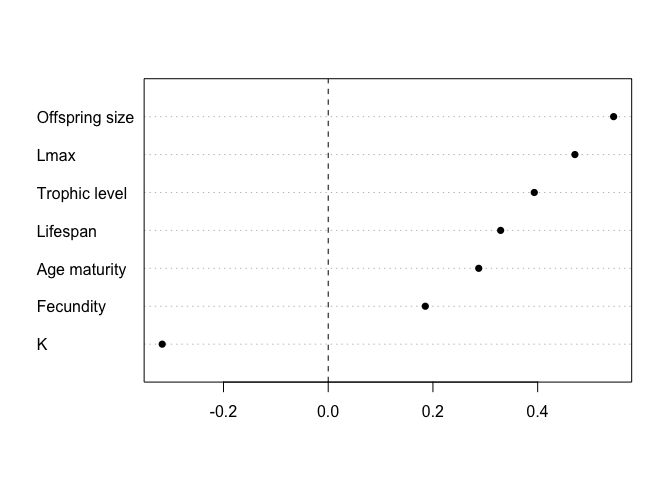 Offspring size
Lmax
Trophic level
Lifespan
Age maturity
Fecundity
K
-0.2 0.0 0.2 0.4